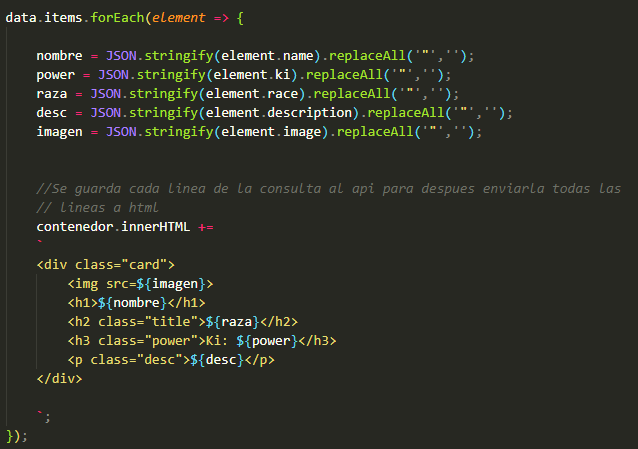 data.items.forEach(element => {
nombre = JSON.stringify(element.name).replaceAll('"','');
power = JSON.stringify(element.ki).replaceAll('"','');
raza = JSON.stringify(element.race).replaceAll('"','');
desc = JSON.stringify(element.description).replaceAll('"','');
imagen = JSON.stringify(element.image).replaceAll('"','');
//Se guarda cada linea de la consulta al api para despues enviarla todas las
// lineas a html
contenedor.innerHTML +=
`
<div class="card">
<img src=${imagen}>
<h1>${nombre}</h1>
<h2 class="title">${raza}</h2>
<h3 class="power">Ki: ${power}</h3>
<p class="desc">${desc}</p>
</div>
`;
});